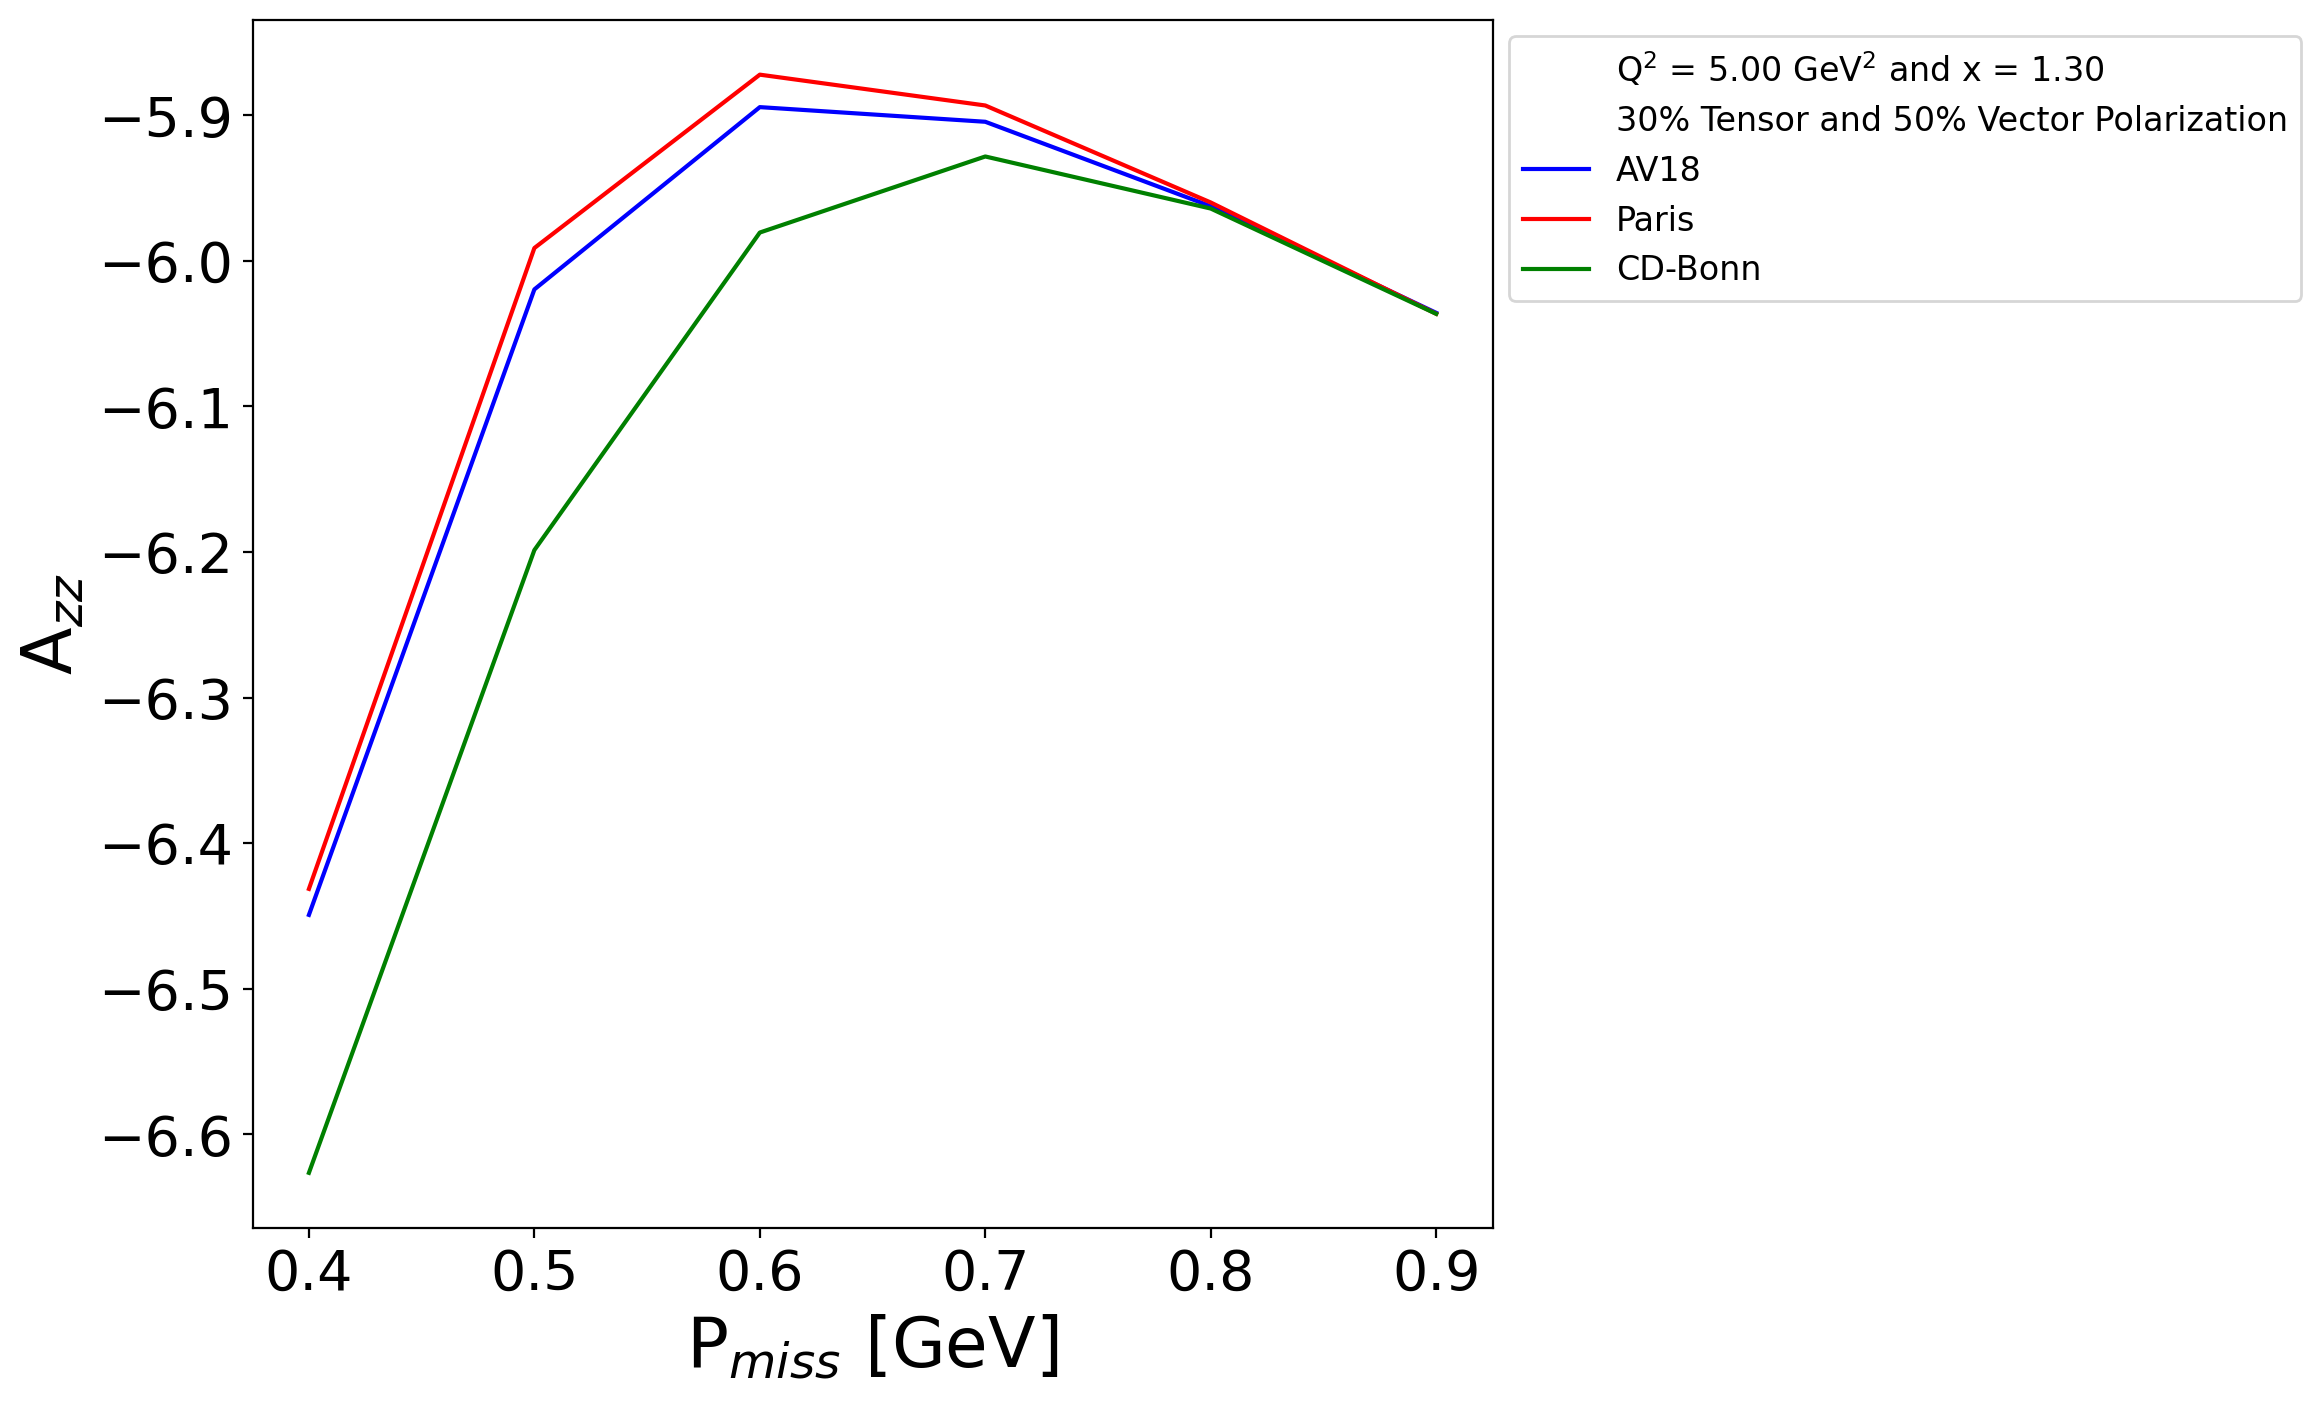 −5.9
−6.0
−6.1
−6.2
−6.3
−6.4
−6.5
−6.6
A_zz
0.4 0.5 0.6 0.7 0.8 0.9
P_miss [GeV]
Q² = 5.00 GeV² and x = 1.30
30% Tensor and 50% Vector Polarization
AV18
Paris
CD-Bonn